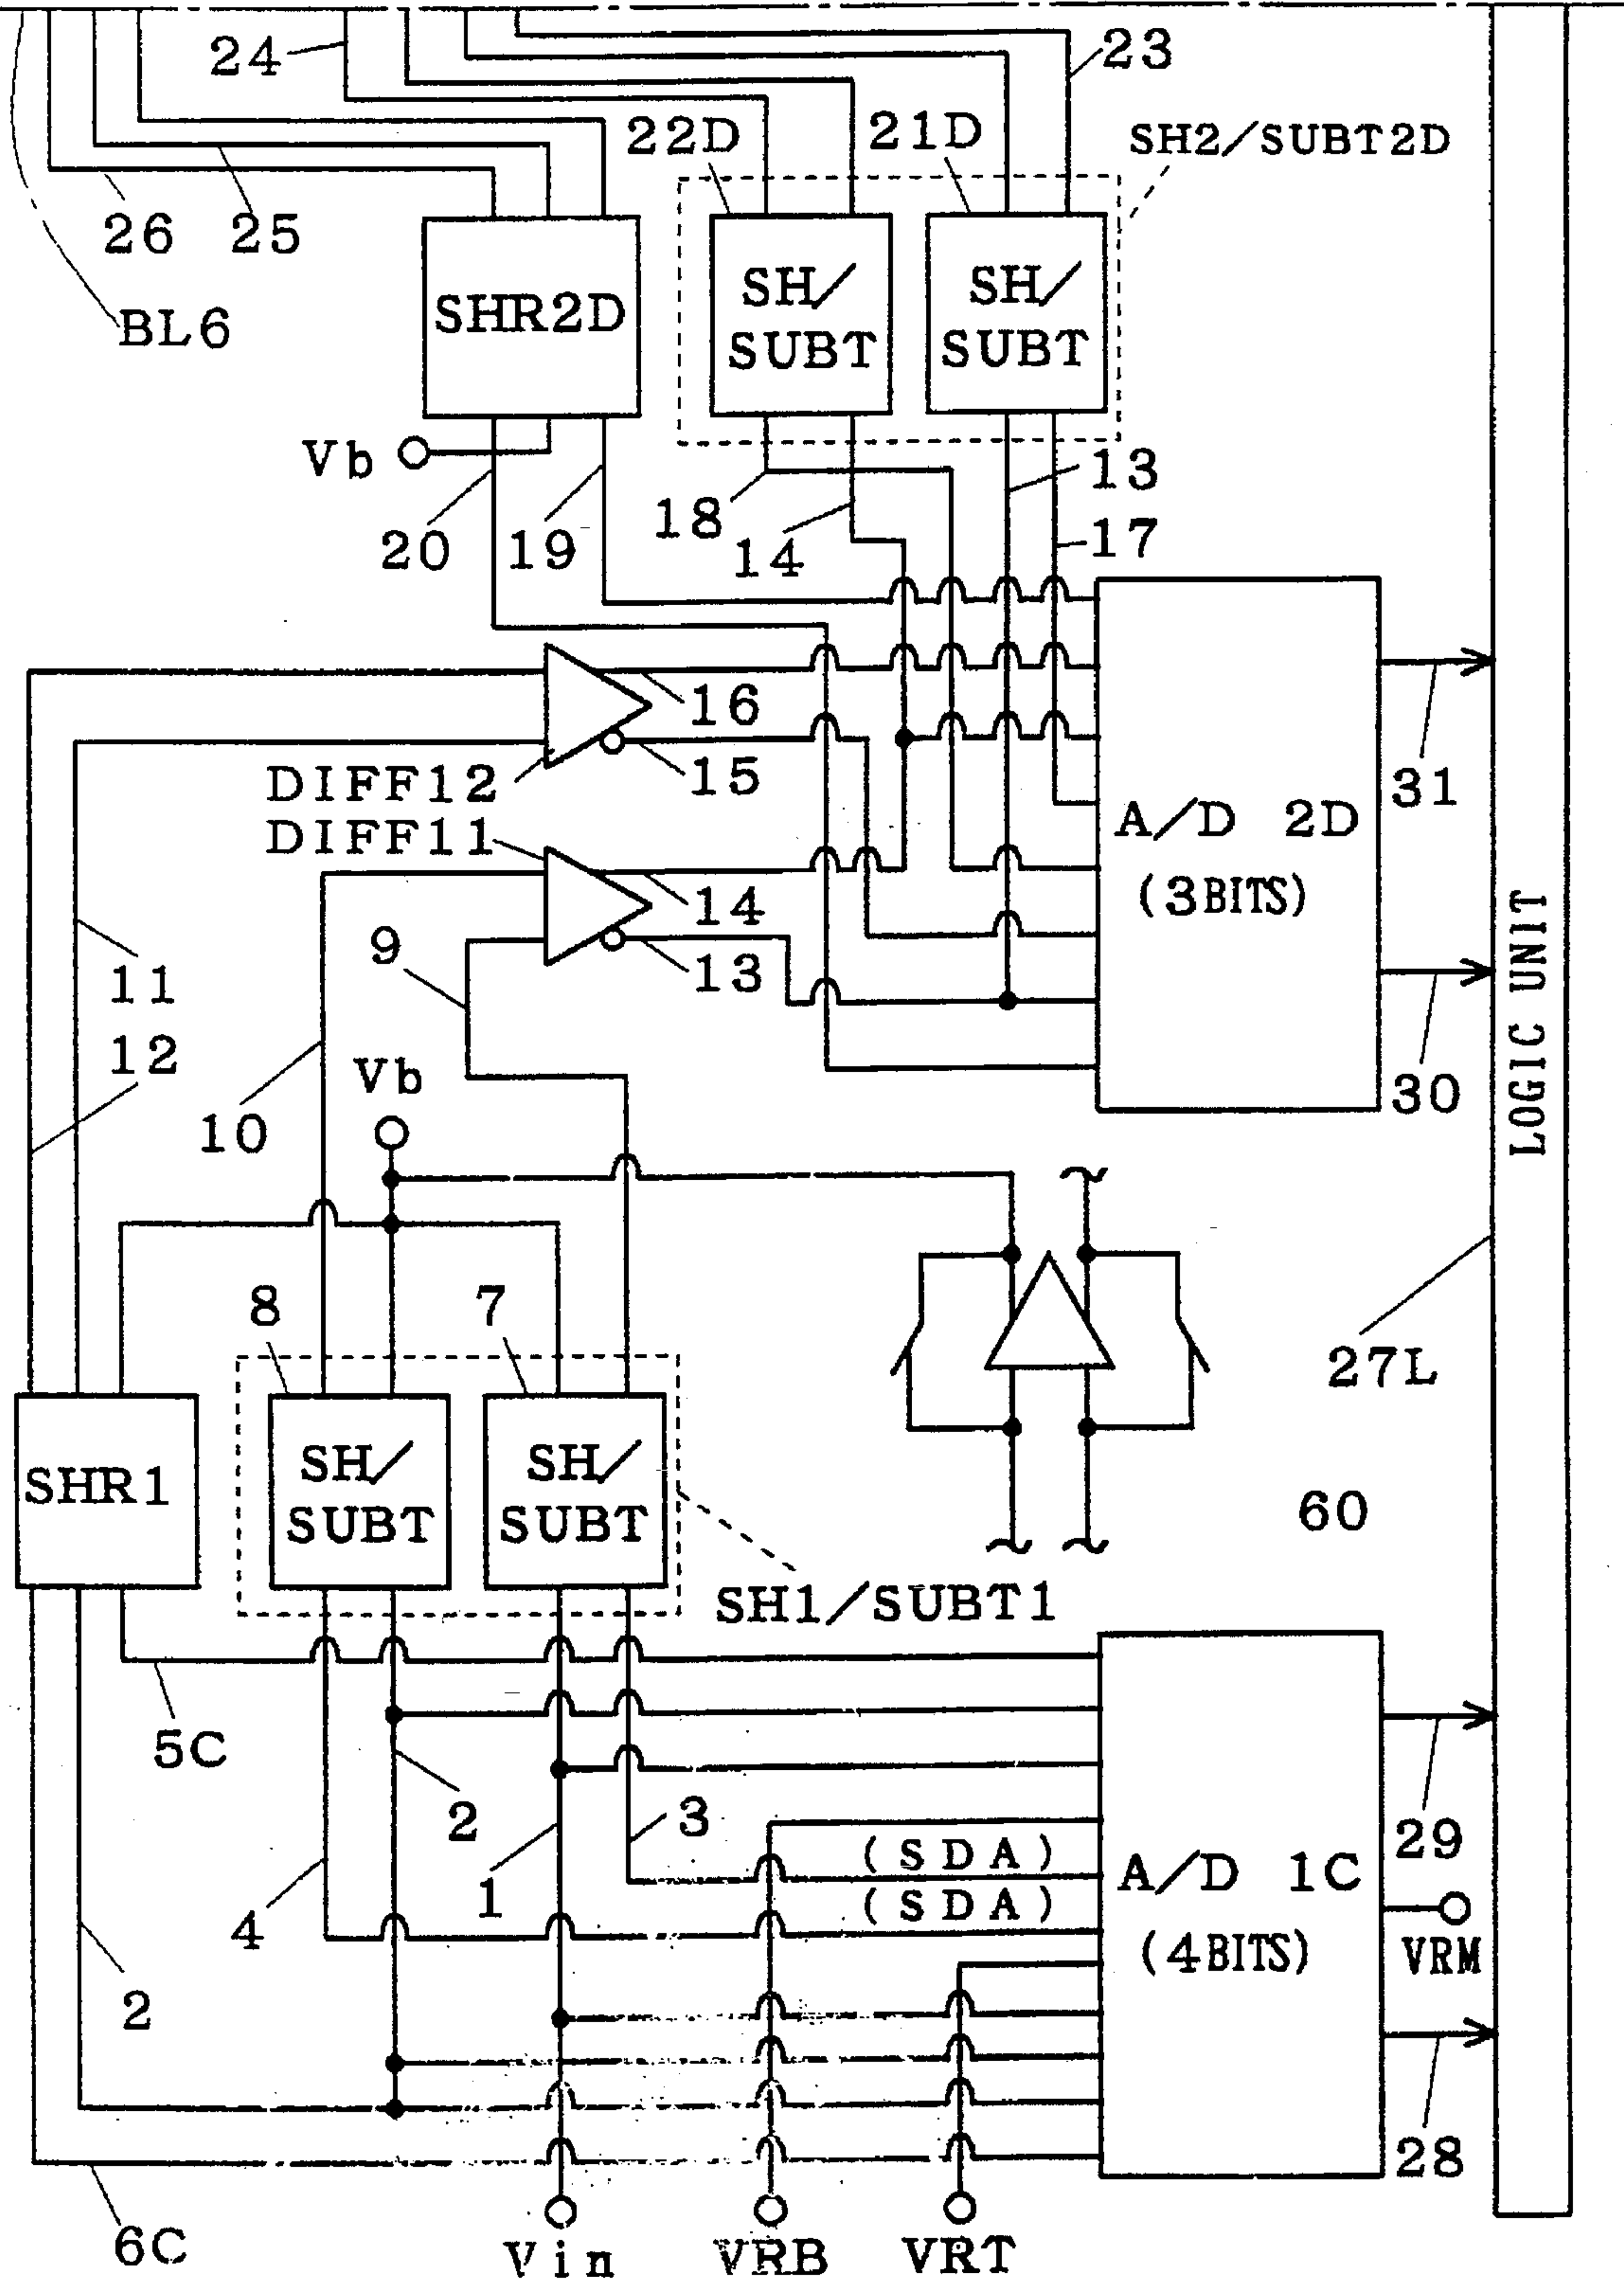 24
23
22D
21D
SH2/SUBT2D
26
25
BL6
SHR2D
SH/
SUBT
SH/
SUBT
Vb
20
19
18
14
13
17
16
15
DIFF12
DIFF11
14
13
9
11
12
10
Vb
A/D 2D
(3BITS)
31
30
LOGIC UNIT
27L
60
8
7
SHR1
SH/
SUBT
SH/
SUBT
SH1/SUBT1
5C
2
1
3
4
2
(SDA)
(SDA)
A/D 1C
(4BITS)
29
VRM
28
6C
Vin
VRB
VRT